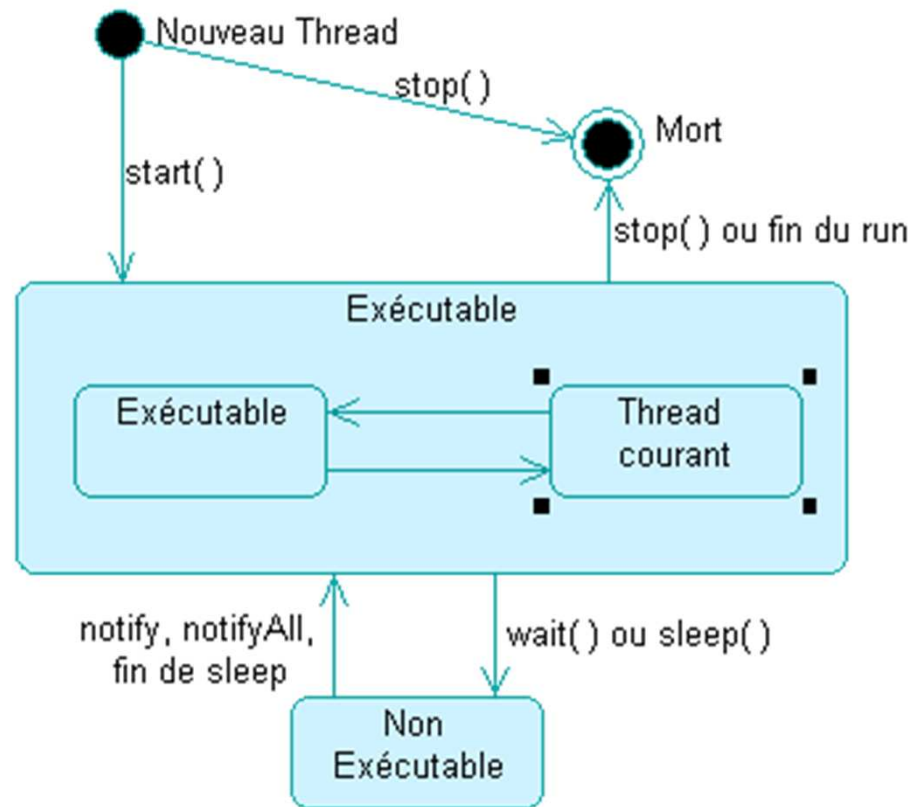 Nouveau Thread
stop()
Mort
start()
stop() ou fin du run
Exécutable
Exécutable
Thread
courant
notify, notifyAll,
fin de sleep
wait() ou sleep()
Non
Exécutable